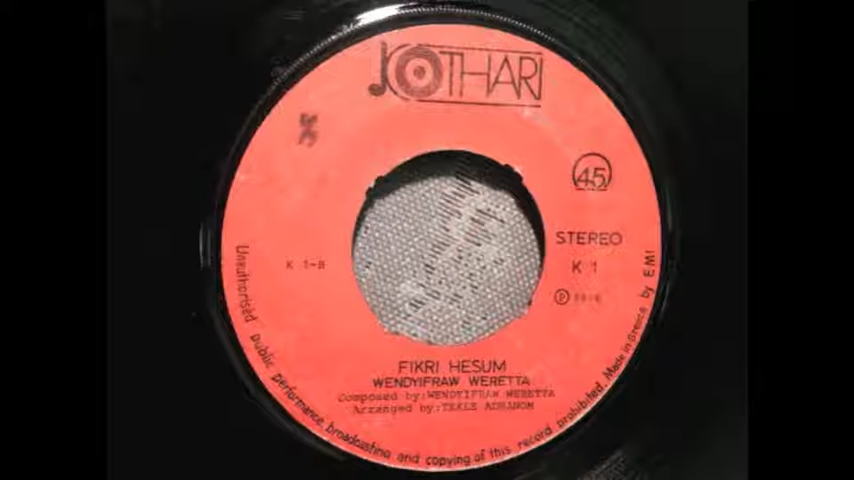 KOTHARI
45
STEREO
K 1-B
K 1
FIKRI HESUM
WENDYIFRAW WERETTA
Composed by: WENDYIFRAW WERETTA
Arranged by: TEKLE ADHANOM
Unauthorised public performance, broadcasting and copying of this record prohibited. Made in Greece by EMI